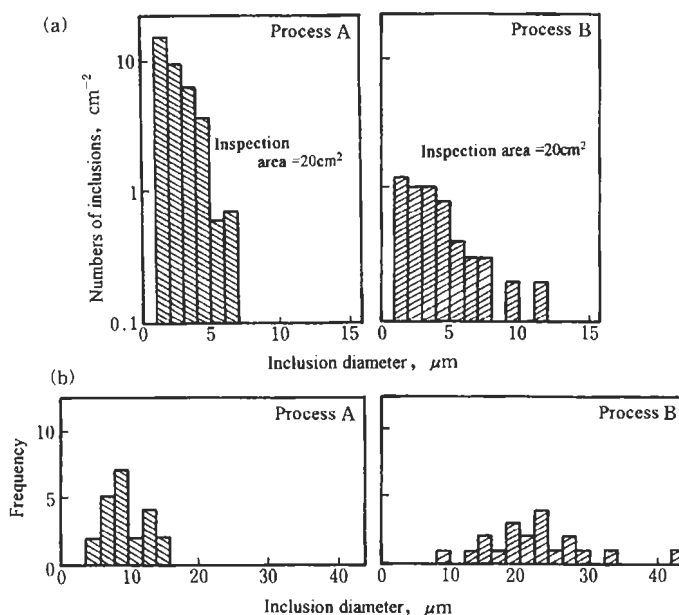 (a)
Process A
Process B
10
1
0.1
Numbers of inclusions, cm⁻²
Inspection
area =20cm²
Inspection area =20cm²
0 5 10 15
0 5 10 15
Inclusion diameter, μm
(b)
Process A
Process B
10
5
0
Frequency
0 10 20 30 40
0 10 20 30 40
Inclusion diameter, μm